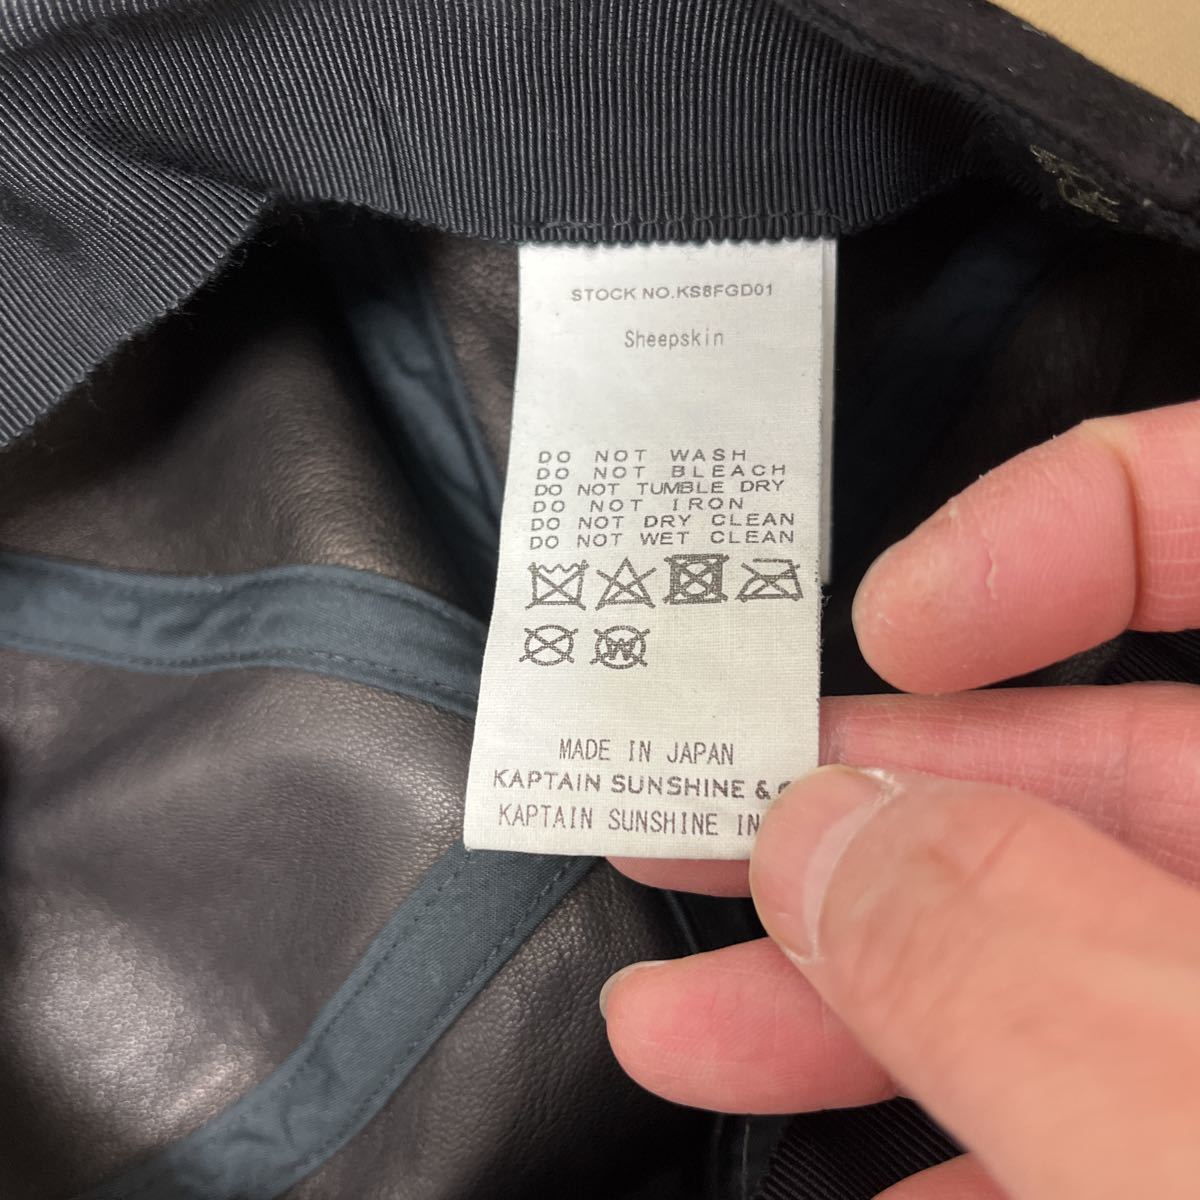 STOCK NO.KS8FGD01
Sheepskin
DO NOT WASH
DO NOT BLEACH
DO NOT TUMBLE DRY
DO NOT IRON
DO NOT DRY CLEAN
DO NOT WET CLEAN
W
MADE IN JAPAN
KAPTAIN SUNSHINE &
KAPTAIN SUNSHINE